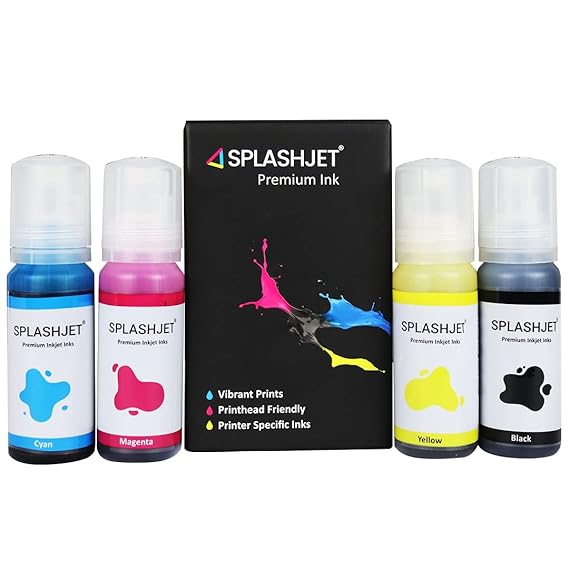 SPLASHJET®
Premium Ink
Vibrant Prints
Printhead Friendly
Printer Specific Inks
SPLASHJET®
Premium Inkjet Inks
Cyan
SPLASHJET®
Premium Inkjet Inks
Magenta
SPLASHJET®
Premium Inkjet Inks
Yellow
SPLASHJET®
Premium Inkjet Inks
Black